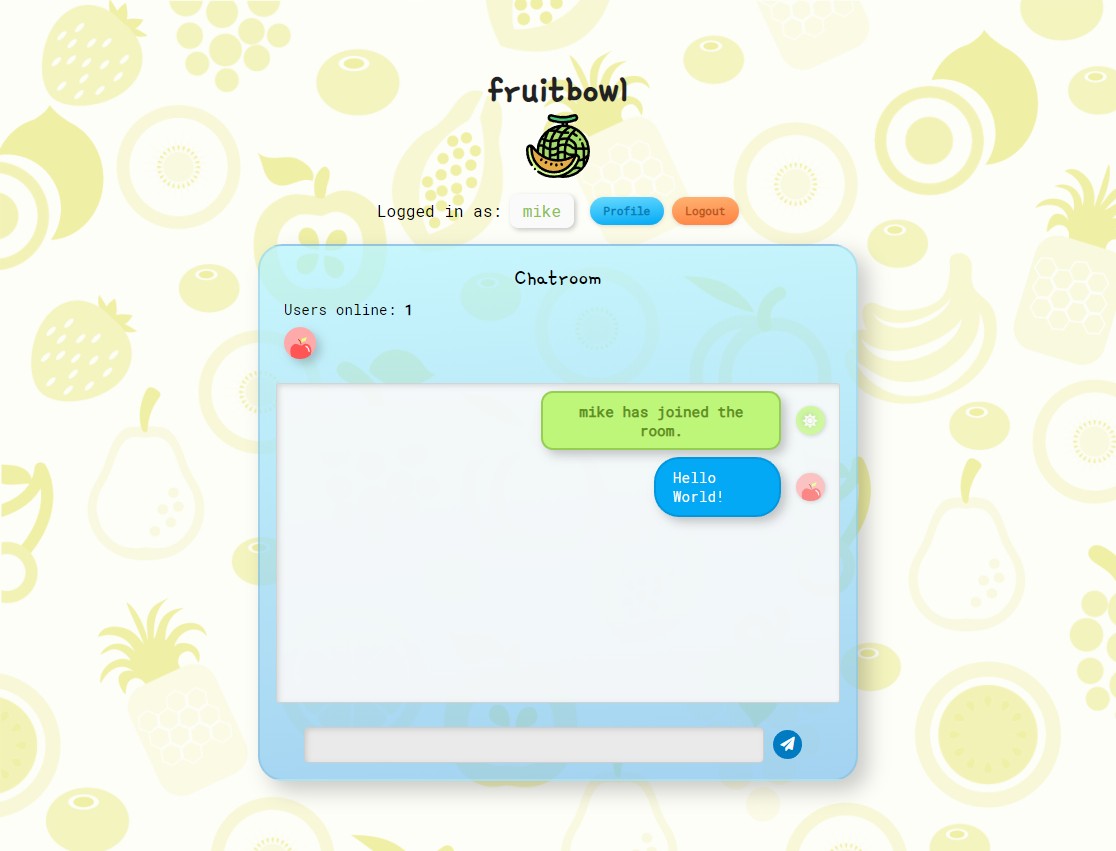 fruitbowl
Logged in as: mike Profile Logout
Chatroom
Users online: 1
mike has joined the
room.
Hello
World!